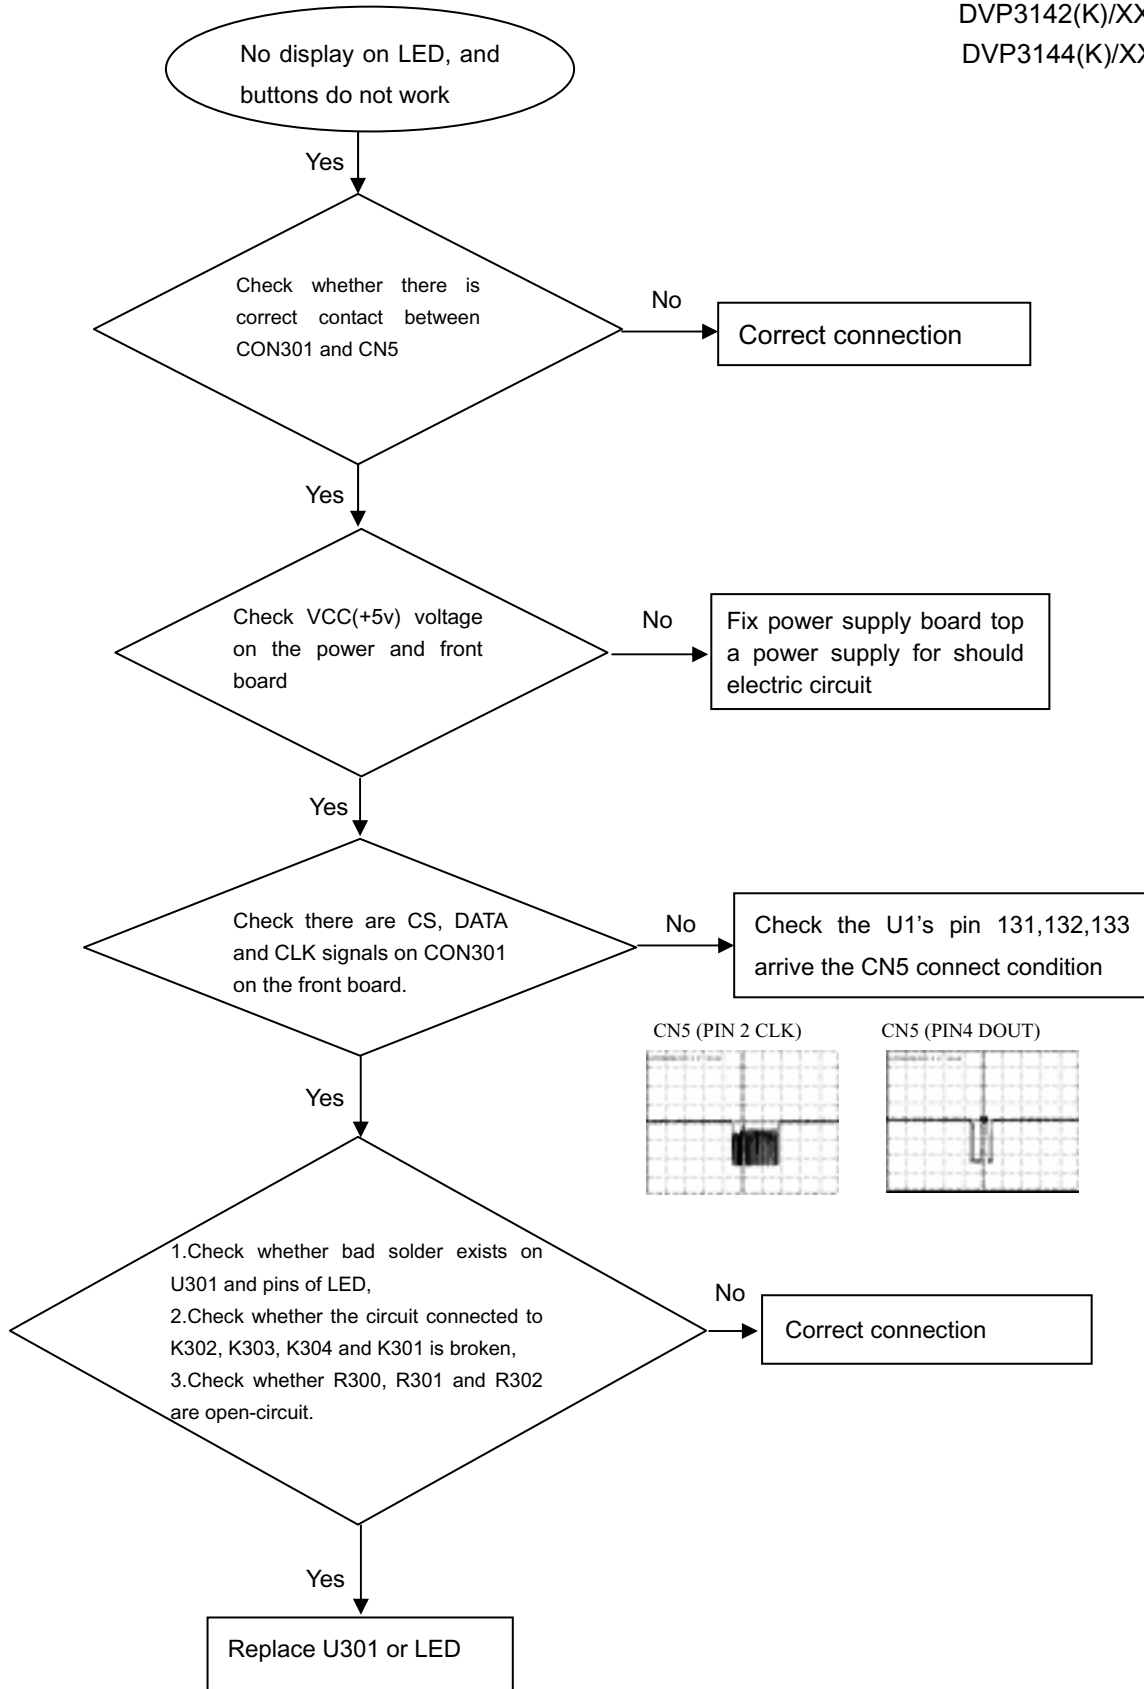 DVP3142(K)/XX
DVP3144(K)/XX
No display on LED, and
buttons do not work
Yes
Check whether there is
correct contact between
CON301 and CN5
No
Correct connection
Yes
Check VCC(+5v) voltage
on the power and front
board
No
Fix power supply board top
a power supply for should
electric circuit
Yes
Check there are CS, DATA
and CLK signals on CON301
on the front board.
No
Check the U1's pin 131,132,133
arrive the CN5 connect condition
CN5 (PIN 2 CLK)
CN5 (PIN4 DOUT)
Yes
1.Check whether bad solder exists on
U301 and pins of LED,
2.Check whether the circuit connected to
K302, K303, K304 and K301 is broken,
3.Check whether R300, R301 and R302
are open-circuit.
No
Correct connection
Yes
Replace U301 or LED